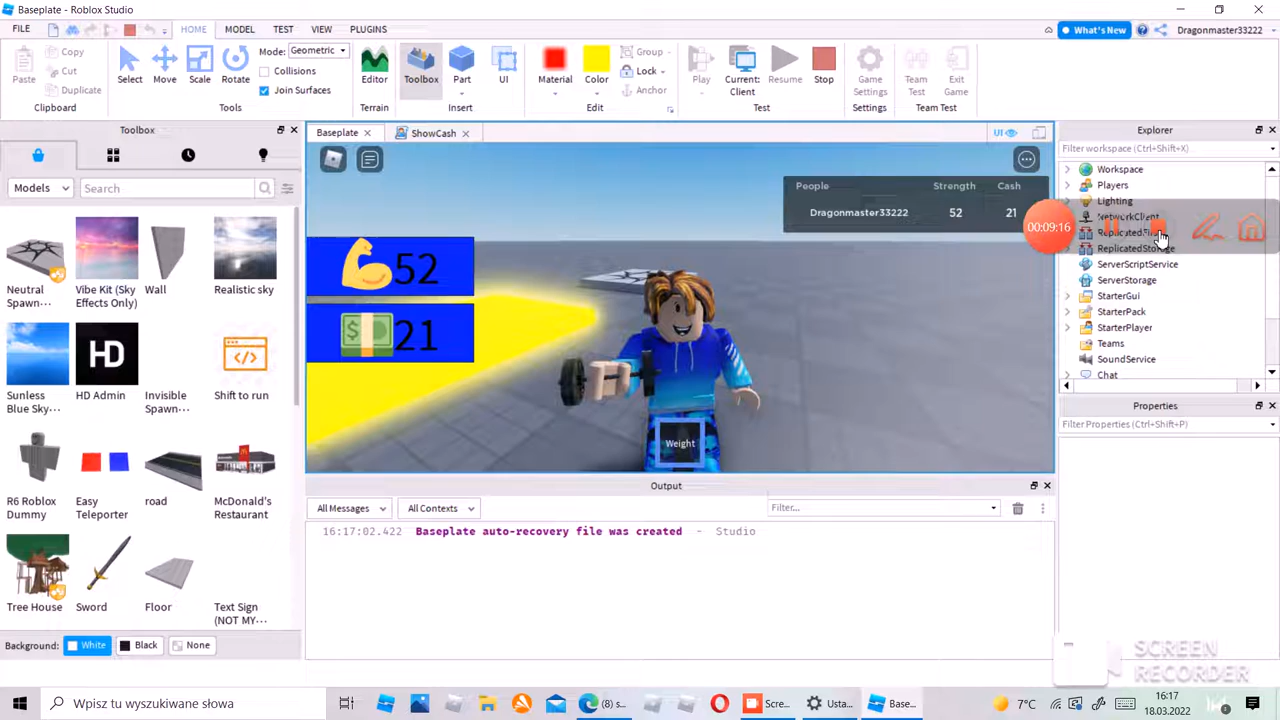 Baseplate - Roblox Studio
FILE HOME MODEL TEST VIEW PLUGINS What's New Dragonmaster33222
Paste Copy Cut Duplicate Clipboard
Select Move Scale Rotate Mode: Geometric Collisions Join Surfaces Tools
Editor Terrain
Toolbox Part UI Insert
Material Color Group Lock Anchor Edit
Play Current: Client Resume Stop Test
Game Settings Settings
Team Test Exit Game Team Test
Toolbox
Models Search
Neutral Spawn...
Vibe Kit (Sky Effects Only)
Wall
Realistic sky
HD
Sunless Blue Sky...
HD Admin
Invisible Spawn...
Shift to run
R6 Roblox Dummy
Easy Teleporter
road
McDonald's Restaurant
Tree House
Sword
Floor
Text Sign (NOT MY...
Background: White Black None
Baseplate ShowCash UI
People Strength Cash
Dragonmaster33222 52 21
52
21
Weight
00:09:16
Output
All Messages All Contexts Filter...
16:17:02.422 Baseplate auto-recovery file was created - Studio
Explorer
Filter workspace (Ctrl+Shift+X)
Workspace
Players
Lighting
NetworkClient
ReplicatedStorage
ServerScriptService
ServerStorage
StarterGui
StarterPack
StarterPlayer
Teams
SoundService
Chat
Properties
Filter Properties (Ctrl+Shift+P)
SCREEN
RECORDER
Wpisz tu wyszukiwane słowo
(8) s...
Scre...
Usta...
Base...
7°C
16:17
18.03.2022
1